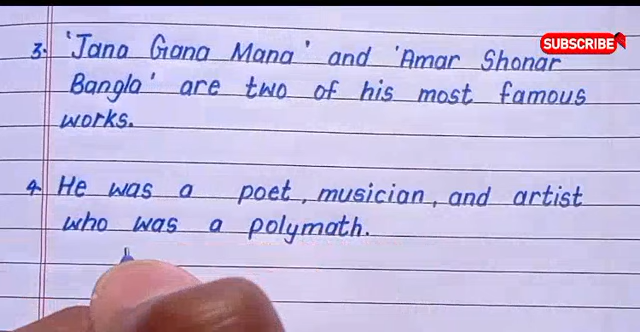 SUBSCRIBE
3. 'Jana Gana Mana' and 'Amar Shonar
Bangla' are two of his most famous
works.
4. He was a poet, musician, and artist
who was a polymath.